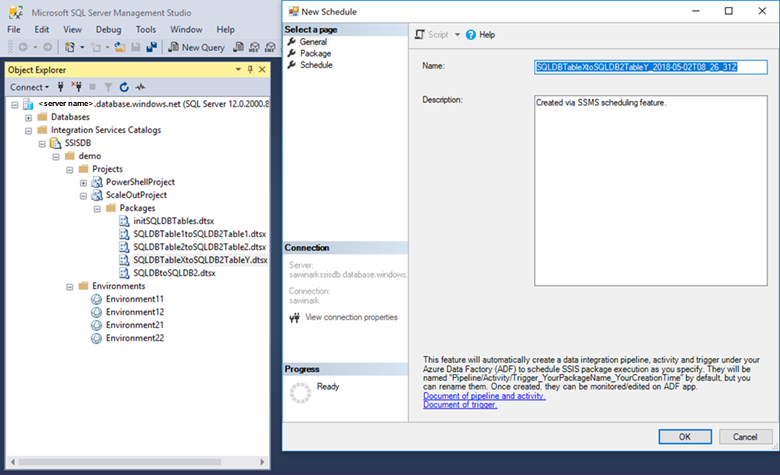 Microsoft SQL Server Management Studio
File Edit View Debug Tools Window Help
New Query
Object Explorer
Connect
<server name>.database.windows.net (SQL Server 12.0.2000.8
Databases
Integration Services Catalogs
SSISDB
demo
Projects
PowerShellProject
ScaleOutProject
Packages
initSQLDBTables.dtsx
SQLDBTable1toSQLDB2Table1.dtsx
SQLDBTable2toSQLDB2Table2.dtsx
SQLDBTableXtoSQLDB2TableY.dtsx
SQLDBtoSQLDB2.dtsx
Environments
Environment11
Environment12
Environment21
Environment22
New Schedule
Select a page
General
Package
Schedule
Connection
Server:
sawinarkssisdb.database.windows.
Connection:
sawinark
View connection properties
Progress
Ready
Script Help
Name: SQLDBTableXtoSQLDB2TableY_2018-05-02T08_26_31Z
Description: Created via SSMS scheduling feature.
This feature will automatically create a data integration pipeline, activity and trigger under your
Azure Data Factory (ADF) to schedule SSIS package execution as you specify. They will be
named "Pipeline/Activity/Trigger_YourPackageName_YourCreationTime" by default, but you
can rename them. Once created, they can be monitored/edited on ADF app.
Document of pipeline and activity.
Document of trigger.
OK Cancel